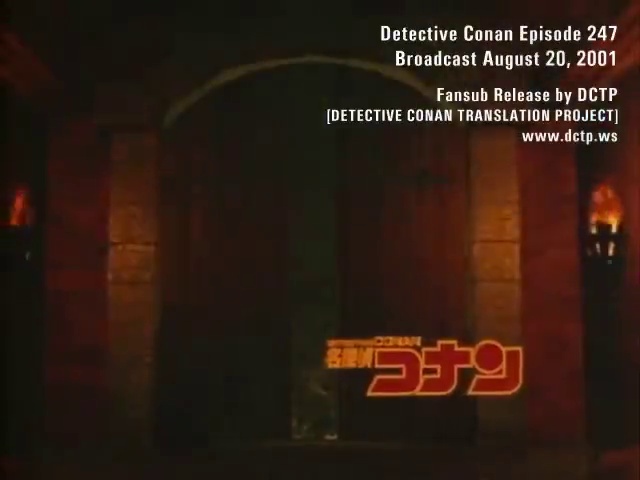 Detective Conan Episode 247
Broadcast August 20, 2001
Fansub Release by DCTP
[DETECTIVE CONAN TRANSLATION PROJECT]
www.dctp.ws
CONAN
名探偵コナン